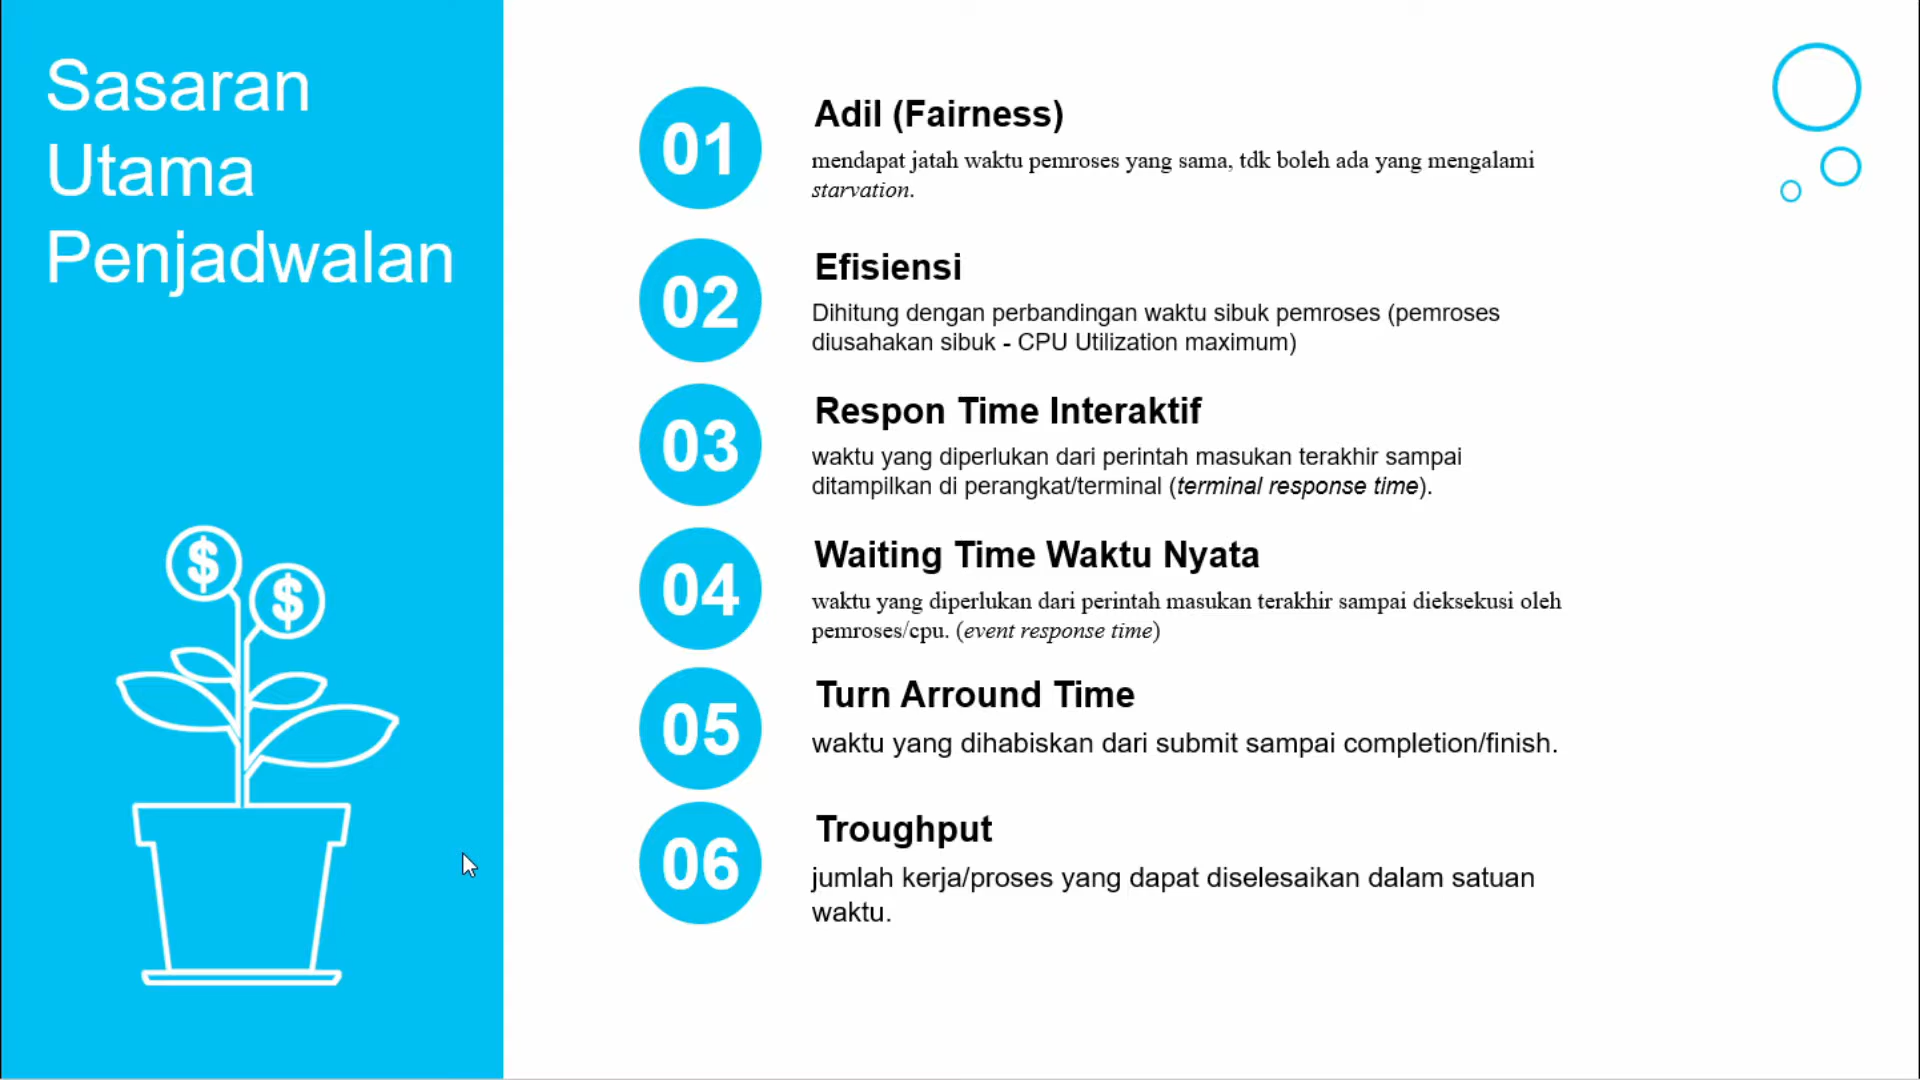 Sasaran
Utama
Penjadwalan
$
$
01
Adil (Fairness)
mendapat jatah waktu pemroses yang sama, tdk boleh ada yang mengalami
starvation.
02
Efisiensi
Dihitung dengan perbandingan waktu sibuk pemroses (pemroses
diusahakan sibuk - CPU Utilization maximum)
03
Respon Time Interaktif
waktu yang diperlukan dari perintah masukan terakhir sampai
ditampilkan di perangkat/terminal (terminal response time).
04
Waiting Time Waktu Nyata
waktu yang diperlukan dari perintah masukan terakhir sampai dieksekusi oleh
pemroses/cpu. (event response time)
05
Turn Arround Time
waktu yang dihabiskan dari submit sampai completion/finish.
06
Troughput
jumlah kerja/proses yang dapat diselesaikan dalam satuan
waktu.